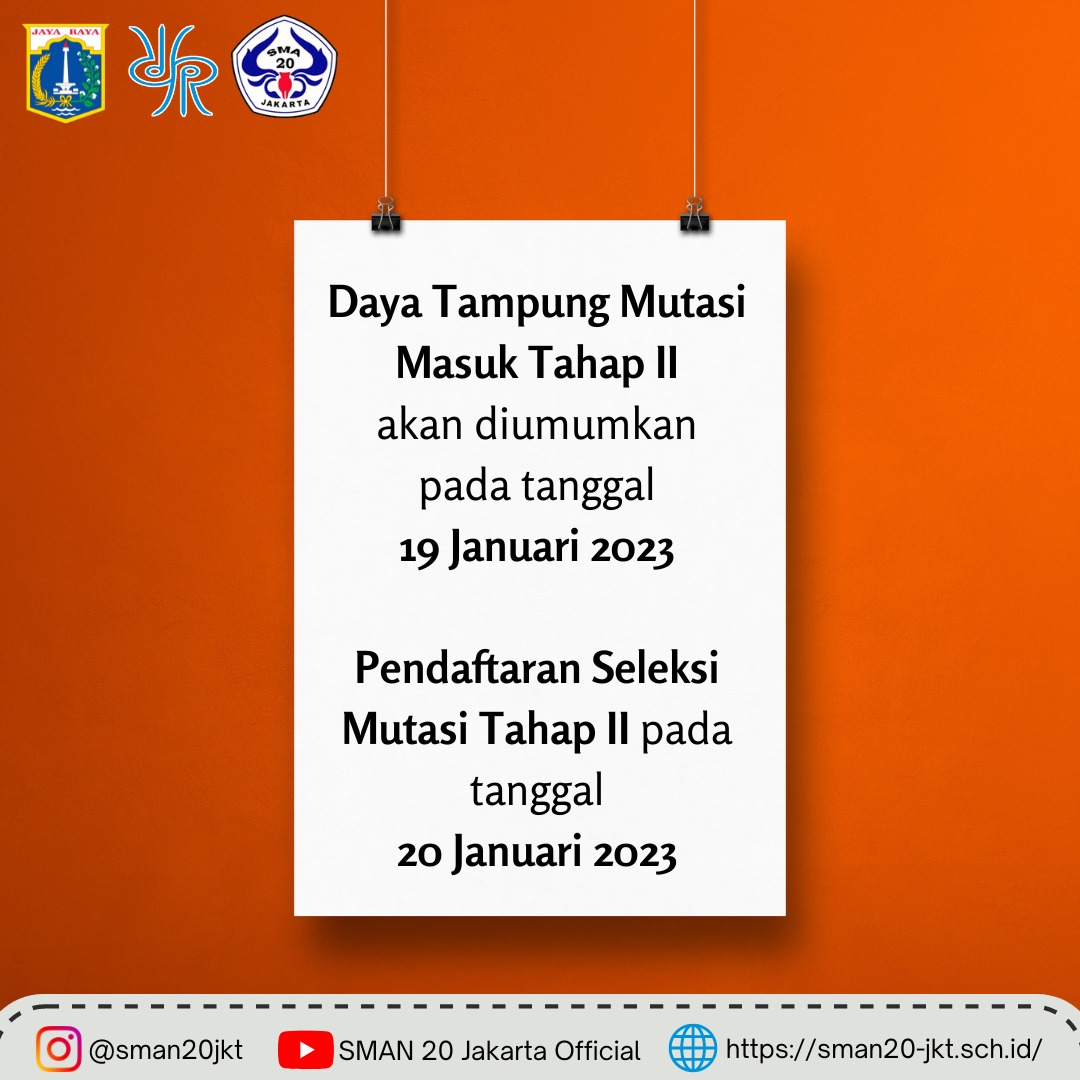 JAYA RAYA
SMA
20
JAKARTA
Daya Tampung Mutasi
Masuk Tahap II
akan diumumkan
pada tanggal
19 Januari 2023
Pendaftaran Seleksi
Mutasi Tahap II pada
tanggal
20 Januari 2023
@sman20jkt
SMAN 20 Jakarta Official
https://sman20-jkt.sch.id/